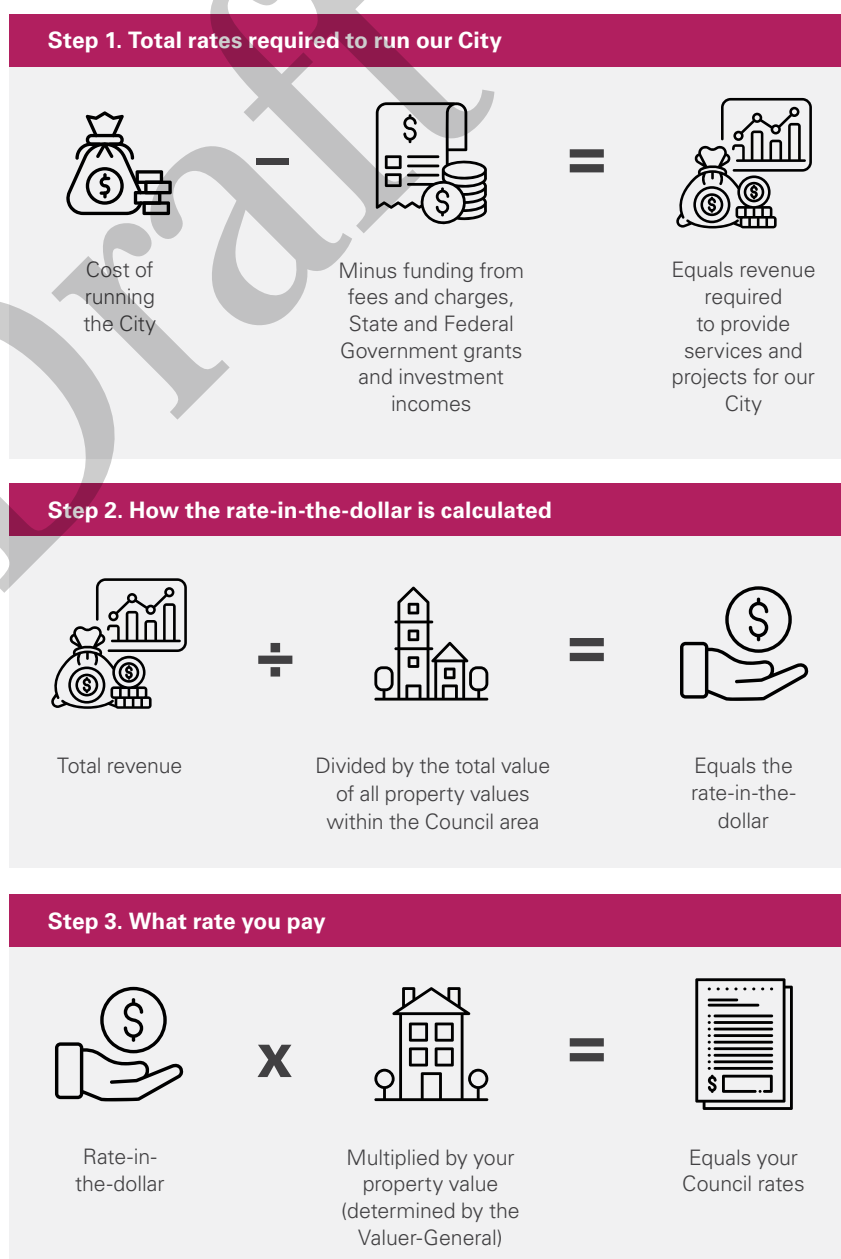 Step 1. Total rates required to run our City
Cost of
running
the City
–
Minus funding from
fees and charges,
State and Federal
Government grants
and investment
incomes
=
Equals revenue
required
to provide
services and
projects for our
City
Step 2. How the rate-in-the-dollar is calculated
Total revenue
÷
Divided by the total value
of all property values
within the Council area
=
Equals the
rate-in-the-
dollar
Step 3. What rate you pay
Rate-in-
the-dollar
x
Multiplied by your
property value
(determined by the
Valuer-General)
=
Equals your
Council rates
Draft